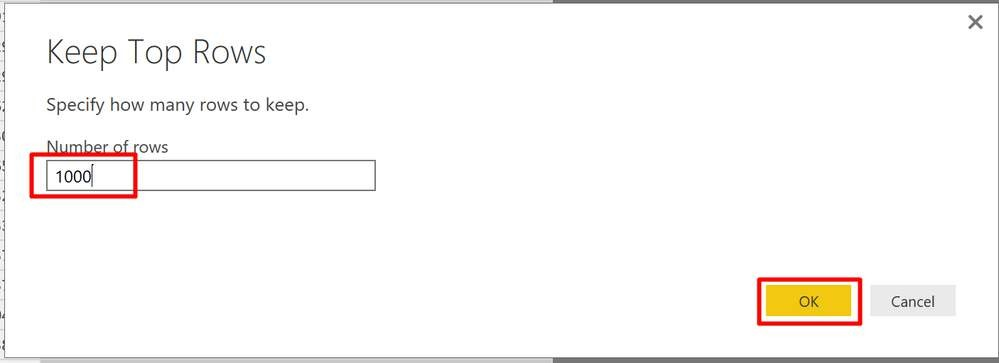 Keep Top Rows
Specify how many rows to keep.
Number of rows
1000
OK
Cancel